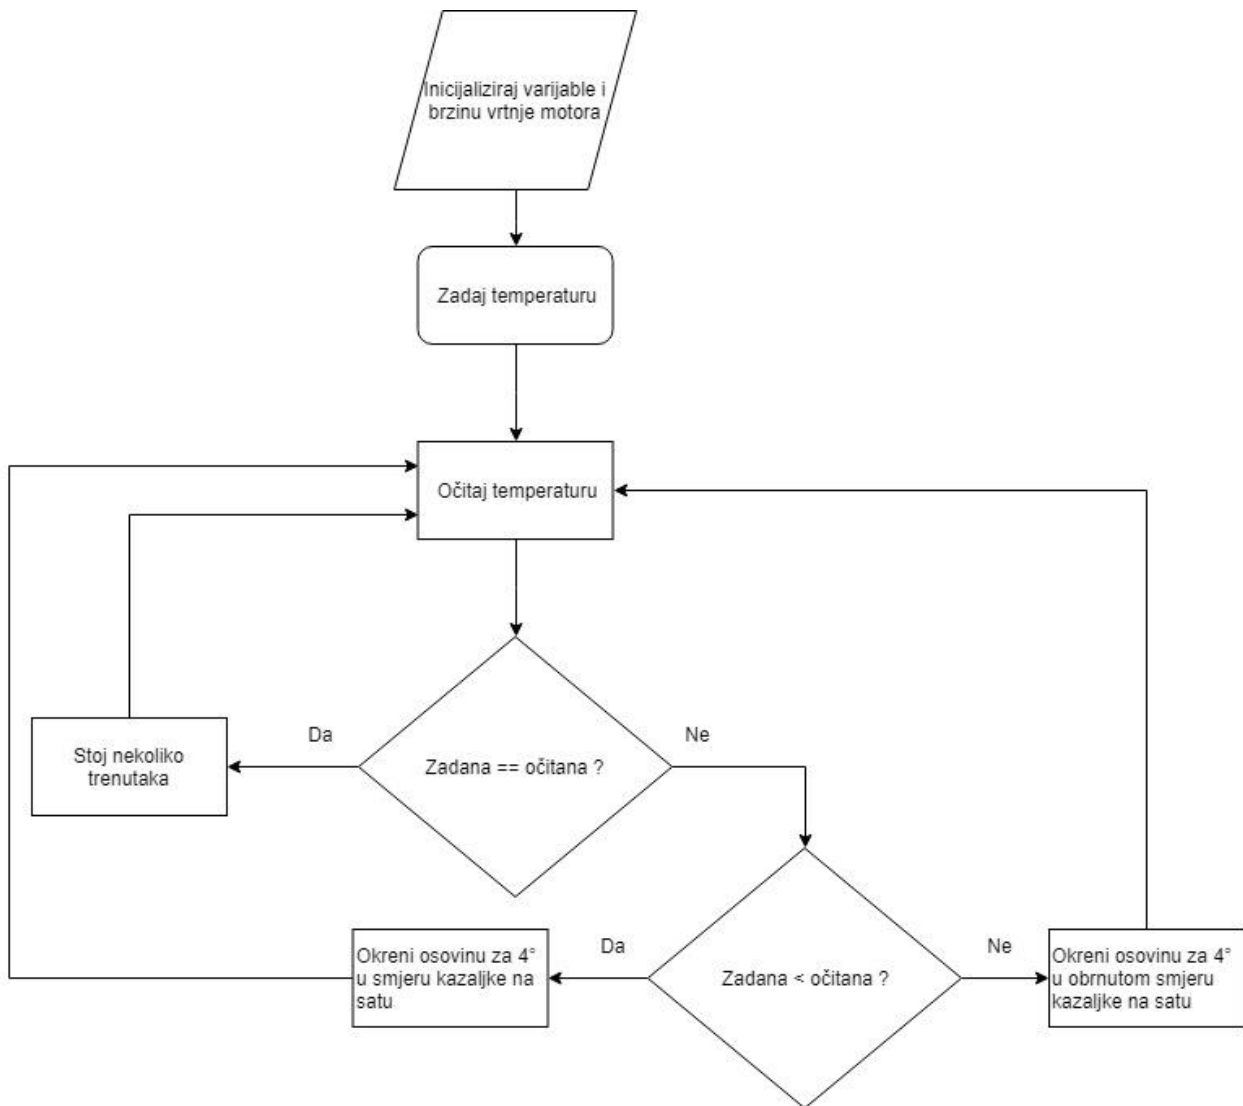 Inicijaliziraj varijable i
brzinu vrtnje motora
Zadaj temperaturu
Očitaj temperaturu
Stoj nekoliko
trenutaka
Da
Zadana == očitana ?
Ne
Okreni osovinu za 4°
u smjeru kazaljke na
satu
Da
Zadana < očitana ?
Ne
Okreni osovinu za 4°
u obrnutom smjeru
kazaljke na satu